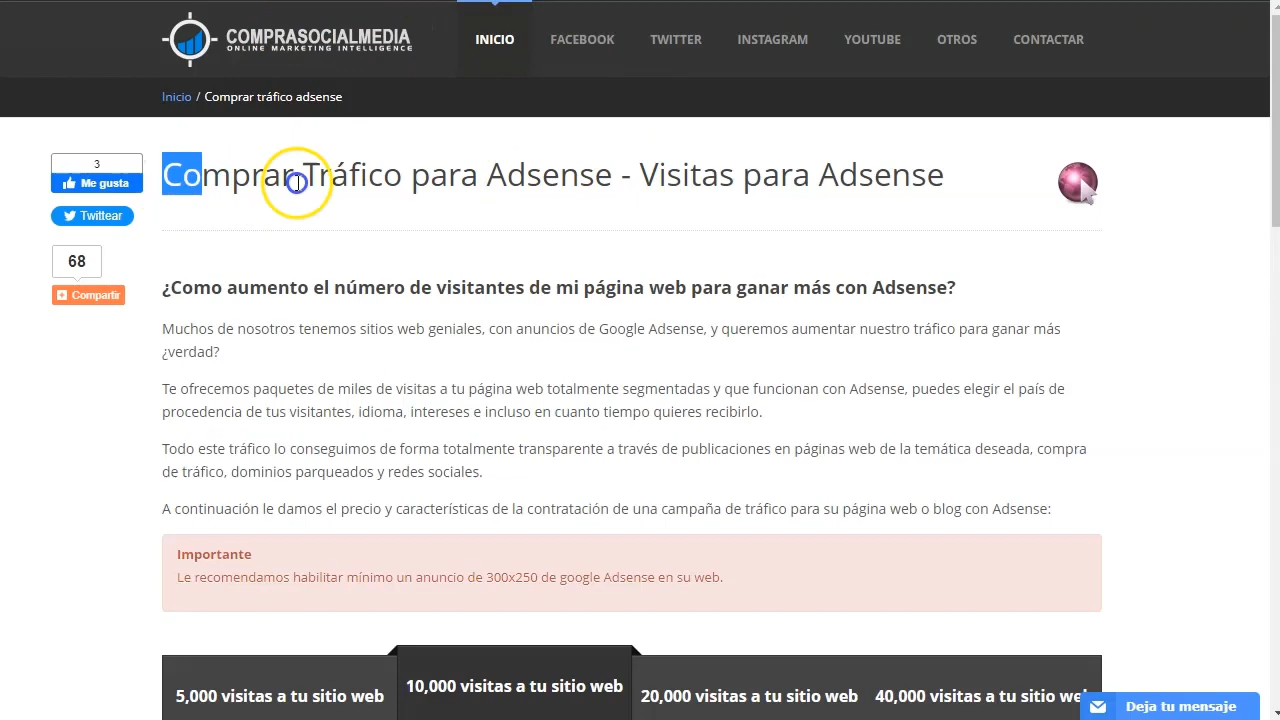 COMPRASOCIALMEDIA
ONLINE MARKETING INTELLIGENCE
INICIO FACEBOOK TWITTER INSTAGRAM YOUTUBE OTROS CONTACTAR
Inicio / Comprar tráfico adsense
3
Me gusta
Twittear
68
Compartir
Comprar Tráfico para Adsense - Visitas para Adsense
¿Como aumento el número de visitantes de mi página web para ganar más con Adsense?
Muchos de nosotros tenemos sitios web geniales, con anuncios de Google Adsense, y queremos aumentar nuestro tráfico para ganar más
¿verdad?
Te ofrecemos paquetes de miles de visitas a tu página web totalmente segmentadas y que funcionan con Adsense, puedes elegir el país de
procedencia de tus visitantes, idioma, intereses e incluso en cuanto tiempo quieres recibirlo.
Todo este tráfico lo conseguimos de forma totalmente transparente a través de publicaciones en páginas web de la temática deseada, compra
de tráfico, dominios parqueados y redes sociales.
A continuación le damos el precio y características de la contratación de una campaña de tráfico para su página web o blog con Adsense:
Importante
Le recomendamos habilitar mínimo un anuncio de 300x250 de google Adsense en su web.
5,000 visitas a tu sitio web 10,000 visitas a tu sitio web 20,000 visitas a tu sitio web 40,000 visitas a tu sitio
Deja tu mensaje